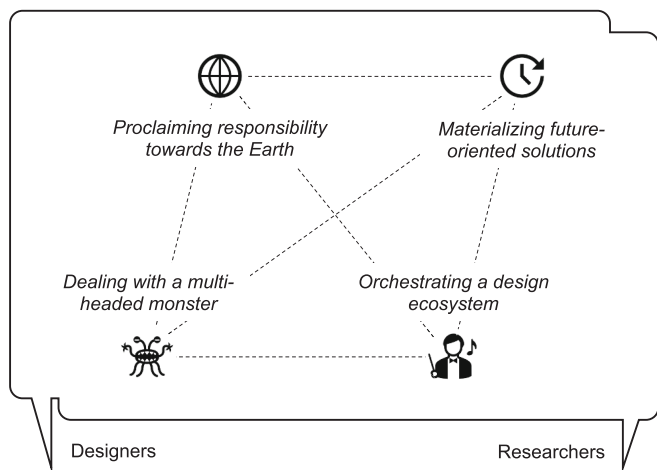 Proclaiming responsibility
towards the Earth
Materializing future-
oriented solutions
Dealing with a multi-
headed monster
Orchestrating a design
ecosystem
Designers
Researchers